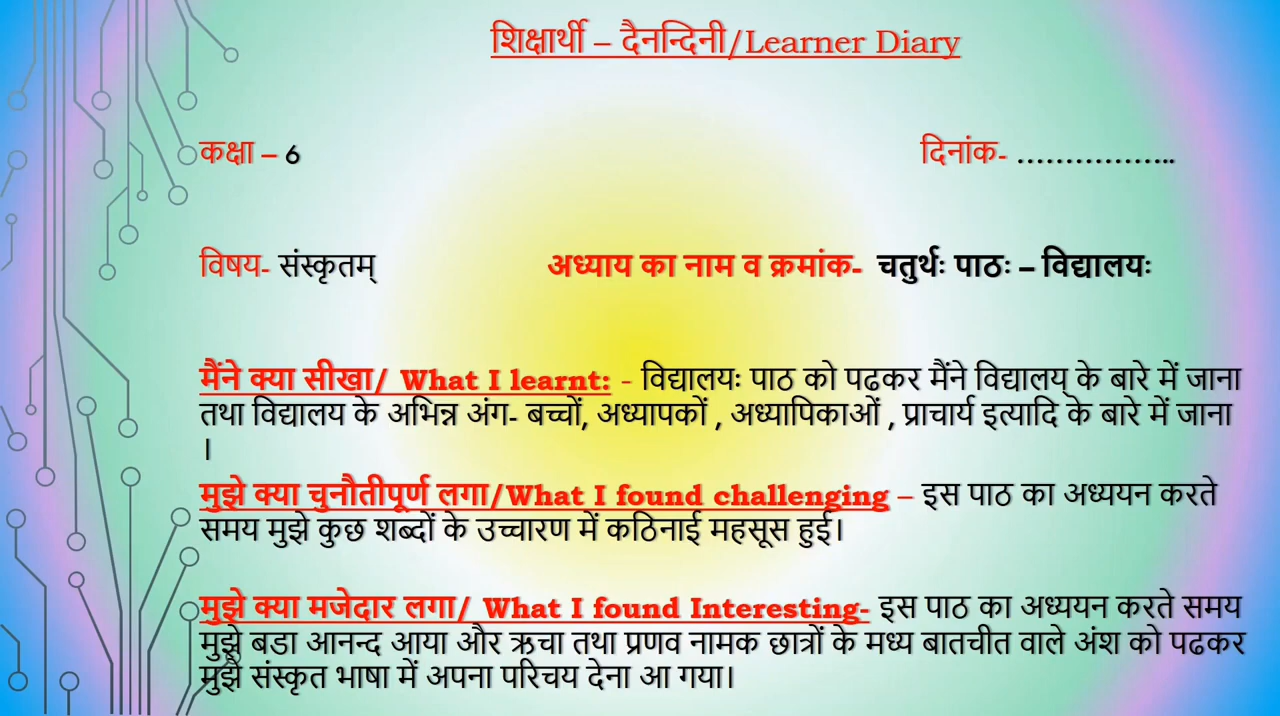 शिक्षार्थी – दैनन्दिनी/Learner Diary
कक्षा – 6 दिनांक- ……………..
विषय- संस्कृतम् अध्याय का नाम व क्रमांक- चतुर्थः पाठः – विद्यालयः
मैंने क्या सीखा/ What I learnt: - विद्यालयः पाठ को पढकर मैंने विद्यालय् के बारे में जाना
तथा विद्यालय के अभिन्न अंग- बच्चों, अध्यापकों , अध्यापिकाओं , प्राचार्य इत्यादि के बारे में जाना
।
मुझे क्या चुनौतीपूर्ण लगा/What I found challenging – इस पाठ का अध्ययन करते
समय मुझे कुछ शब्दों के उच्चारण में कठिनाई महसूस हुई।
मुझे क्या मजेदार लगा/ What I found Interesting- इस पाठ का अध्ययन करते समय
मुझे बडा आनन्द आया और ऋचा तथा प्रणव नामक छात्रों के मध्य बातचीत वाले अंश को पढकर
मुझे संस्कृत भाषा में अपना परिचय देना आ गया।